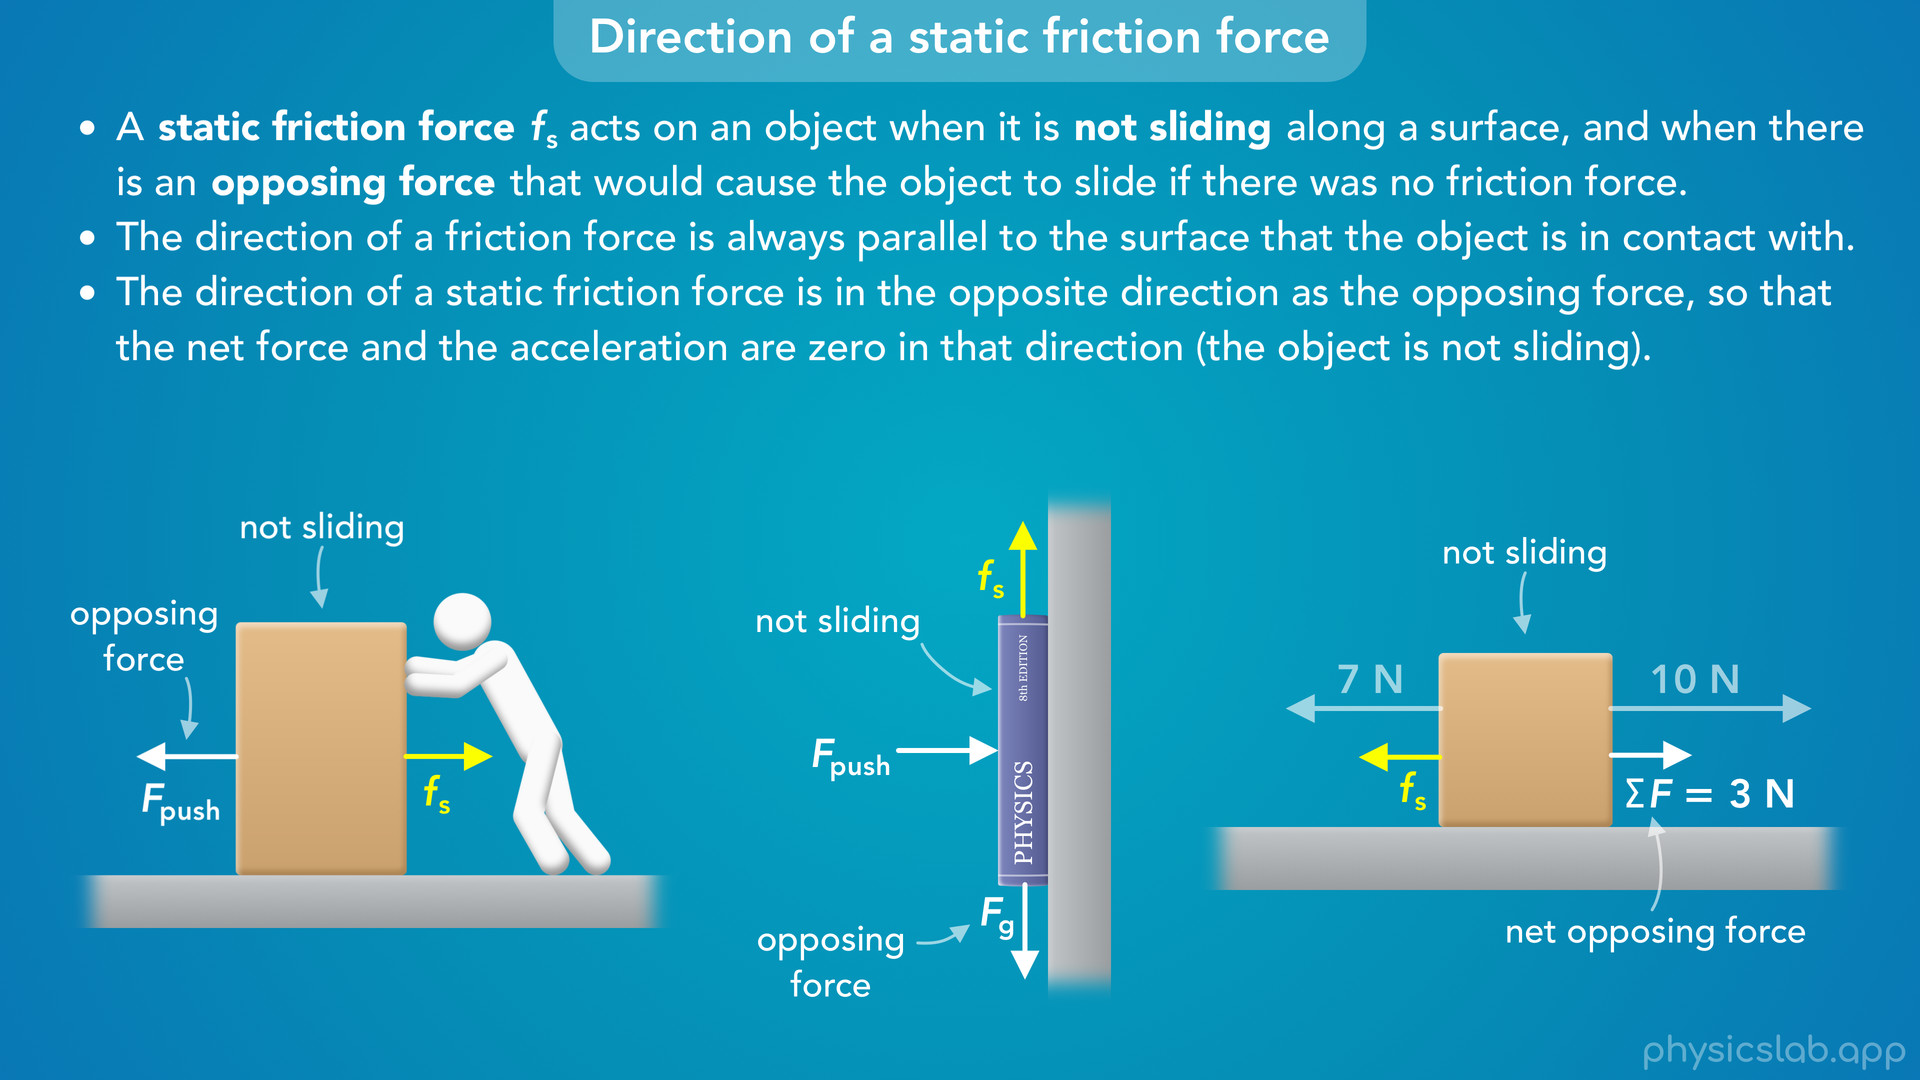 Direction of a static friction force
• A static friction force fs acts on an object when it is not sliding along a surface, and when there
is an opposing force that would cause the object to slide if there was no friction force.
• The direction of a friction force is always parallel to the surface that the object is in contact with.
• The direction of a static friction force is in the opposite direction as the opposing force, so that
the net force and the acceleration are zero in that direction (the object is not sliding).
not sliding
opposing
force
Fpush
fs
fs
not sliding
8th EDITION
Fpush
PHYSICS
Fg
opposing
force
not sliding
7 N
10 N
fs
ΣF = 3 N
net opposing force
physicslab.app